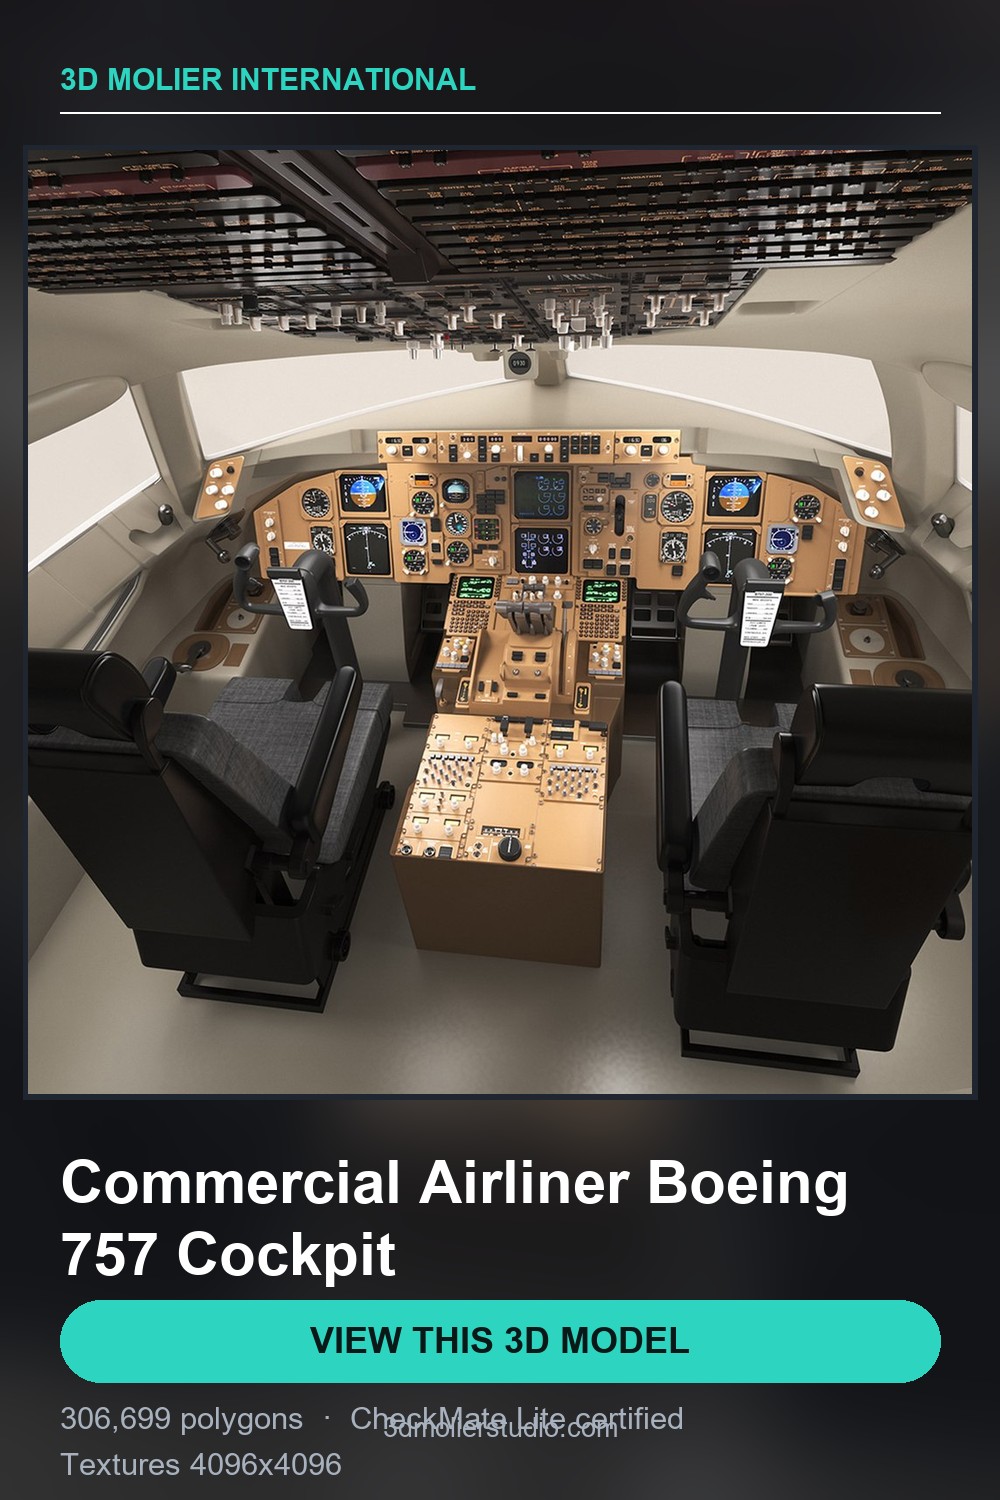 3D MOLIER INTERNATIONAL
0930
Commercial Airliner Boeing
757 Cockpit
VIEW THIS 3D MODEL
306,699 polygons · CheckMate Lite certified
3dmolierstudio.com
Textures 4096x4096